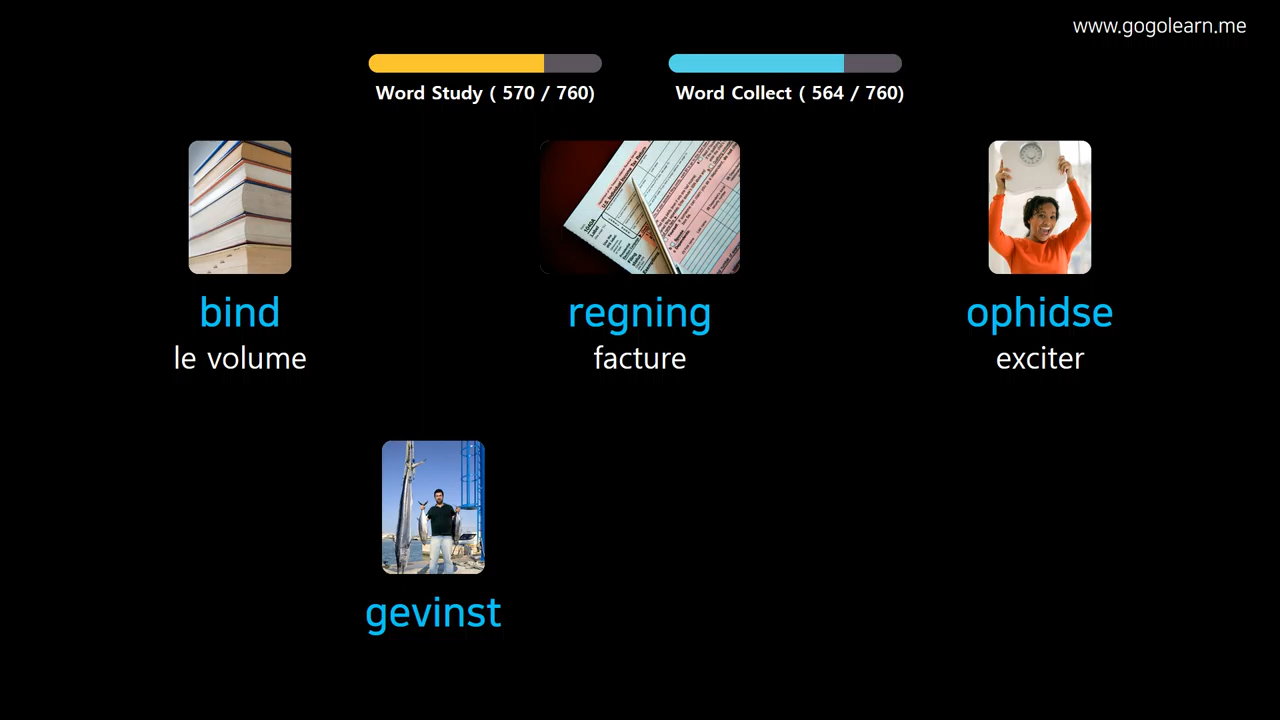 www.gogolearn.me
Word Study ( 570 / 760)
Word Collect ( 564 / 760)
bind
le volume
regning
facture
ophidse
exciter
gevinst